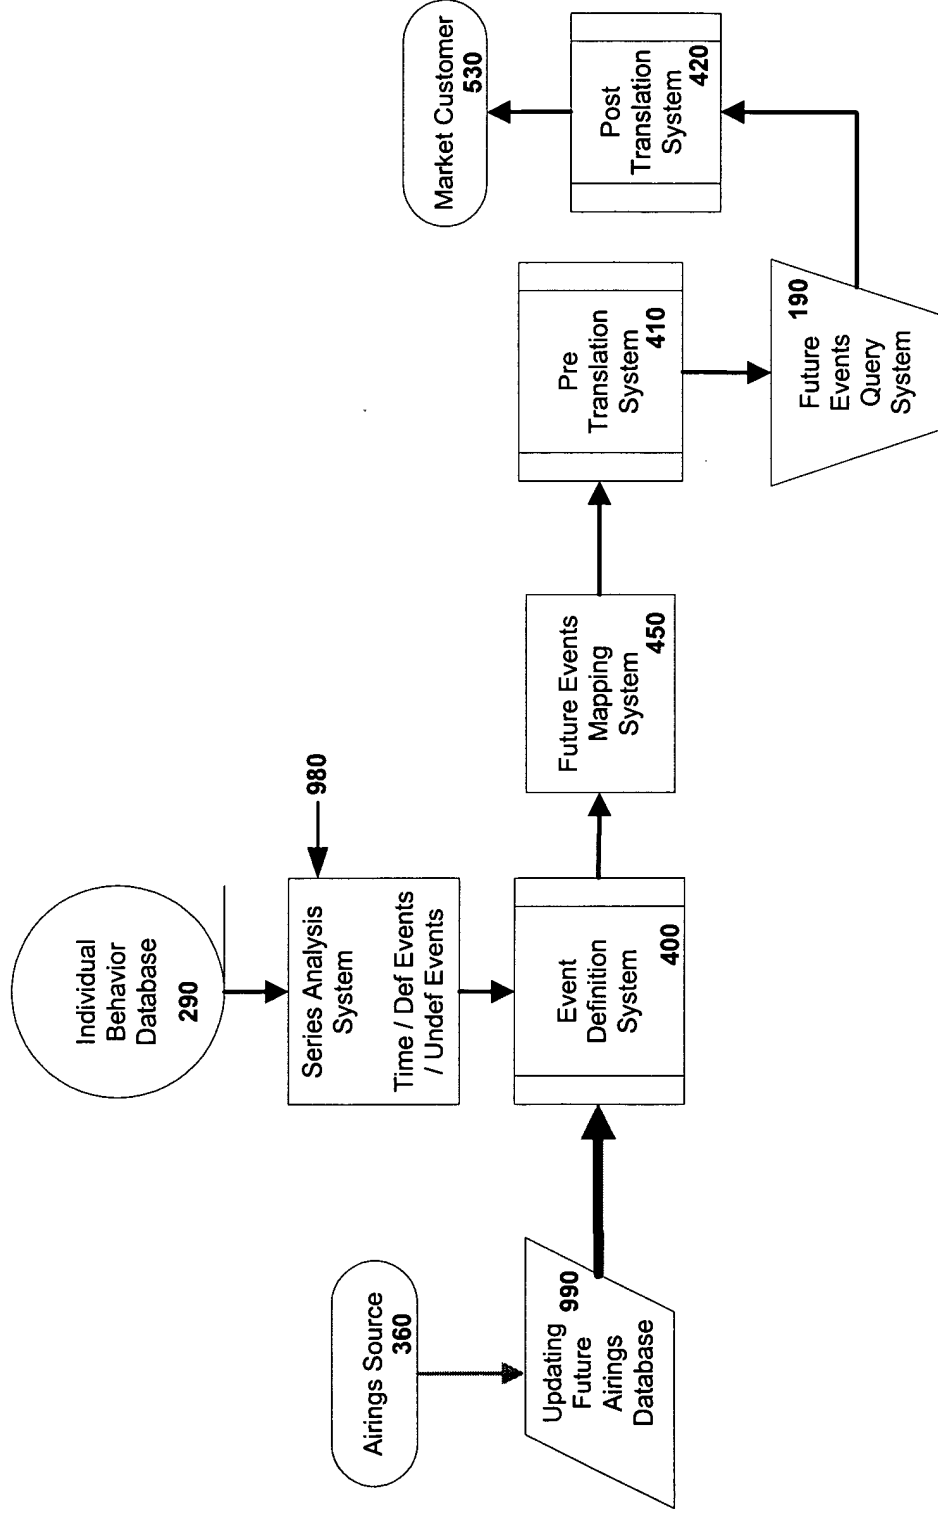 Individual
Behavior
Database
290
980
Series Analysis
System
Time / Def Events
/ Undef Events
Airings Source
360
Updating
Future
Airings
Database
990
Event
Definition
System
400
Future Events
Mapping
System
450
Pre
Translation
System
410
Future
Events
Query
System
190
Post
Translation
System
420
Market Customer
530